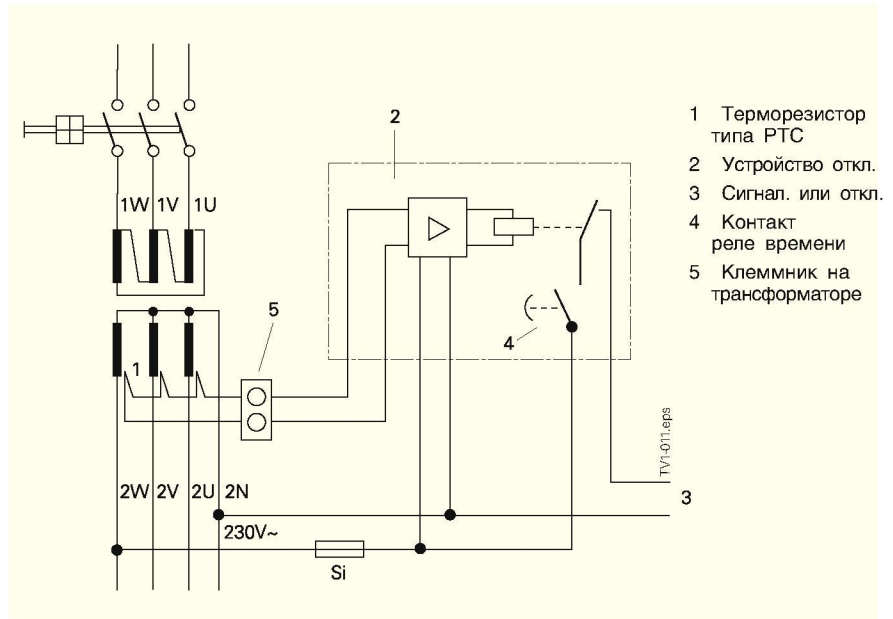 2
1W 1V 1U
5
4
1
2W 2V 2U 2N
230V~
Si
3
TV1-011.eps
1 Терморезистор
типа РТС
2 Устройство откл.
3 Сигнал. или откл.
4 Контакт
реле времени
5 Клеммник на
трансформаторе